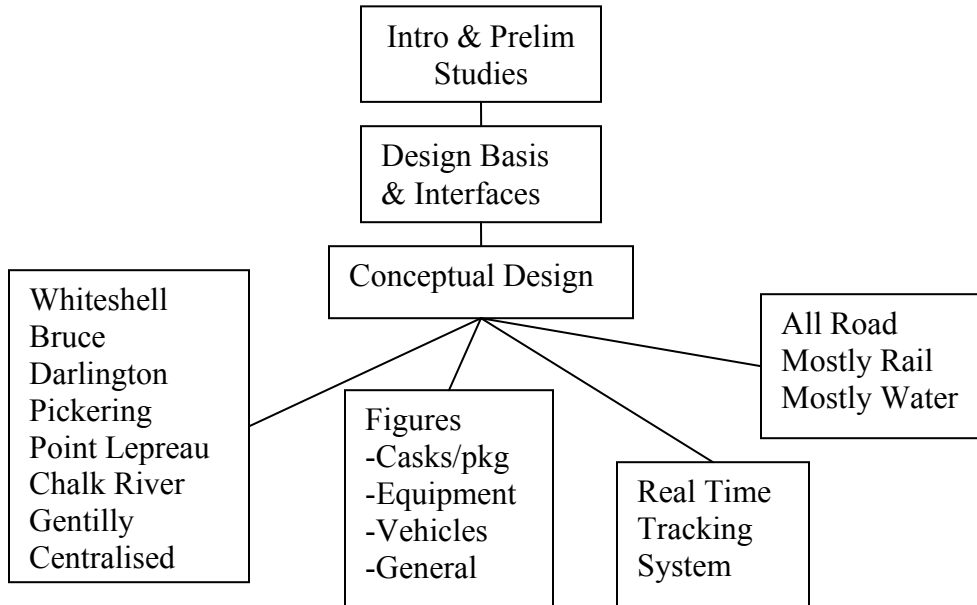 Intro & Prelim
Studies
Design Basis
& Interfaces
Conceptual Design
Whiteshell
Bruce
Darlington
Pickering
Point Lepreau
Chalk River
Gentilly
Centralised
Figures
-Casks/pkg
-Equipment
-Vehicles
-General
Real Time
Tracking
System
All Road
Mostly Rail
Mostly Water